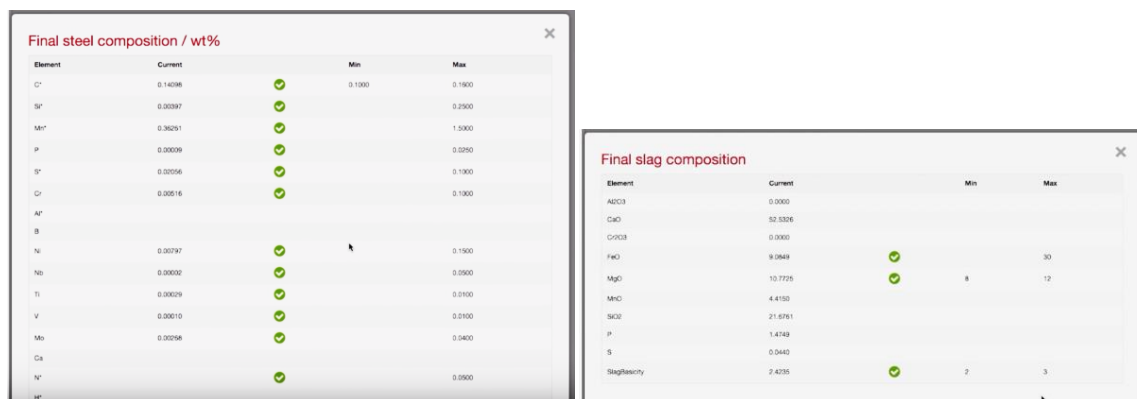 Final steel composition / wt%
Element Current Min Max
C* 0.14098 0.1000 0.1600
Si* 0.00397 0.2500
Mn* 0.36251 1.5000
P 0.00009 0.0250
S* 0.02056 0.1000
Cr 0.00516 0.1000
Al*
B
Ni 0.00797 0.1500
Nb 0.00002 0.0500
Ti 0.00029 0.0100
V 0.00010 0.0100
Mo 0.00268 0.0400
Ca
N* 0.0500
H*
Final slag composition
Element Current Min Max
Al2O3 0.0000
CaO 52.5326
Cr2O3 0.0000
FeO 9.0849 30
MgO 10.7725 8 12
MnO 4.4150
SiO2 21.6761
P 1.4749
S 0.0440
SlagBasicity 2.4235 2 3